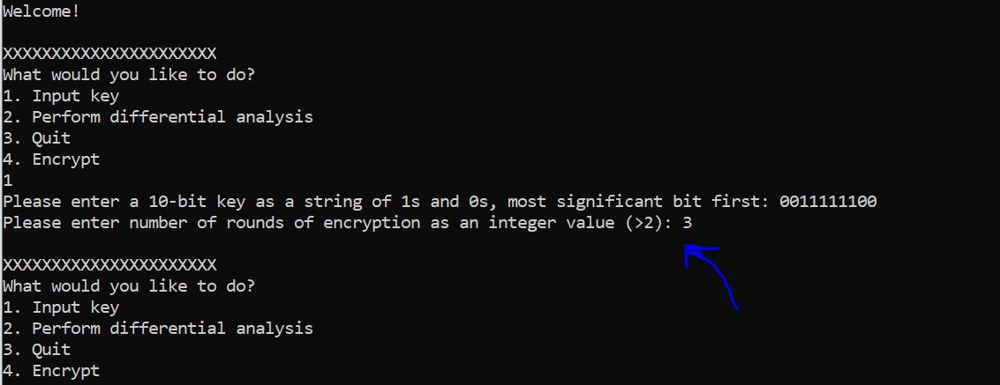 Welcome!
XXXXXXXXXXXXXXXXXXXXXX
What would you like to do?
1. Input key
2. Perform differential analysis
3. Quit
4. Encrypt
1
Please enter a 10-bit key as a string of 1s and 0s, most significant bit first: 0011111100
Please enter number of rounds of encryption as an integer value (>2): 3
XXXXXXXXXXXXXXXXXXXXXX
What would you like to do?
1. Input key
2. Perform differential analysis
3. Quit
4. Encrypt